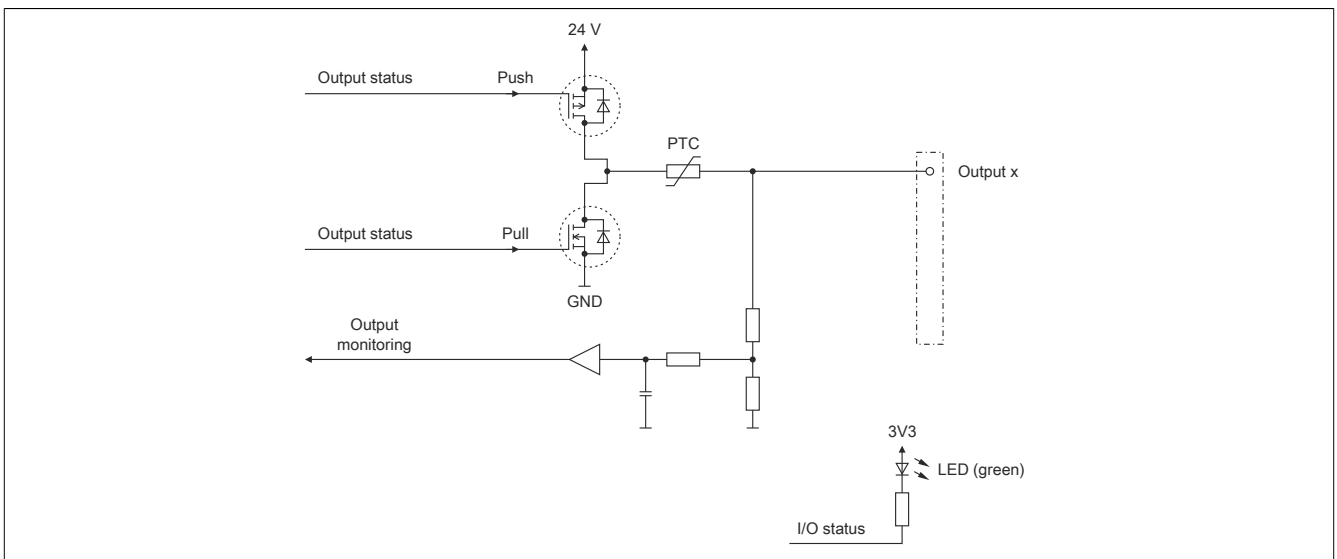 24 V
Output status
Push
PTC
Output x
Output status
Pull
GND
Output
monitoring
3V3
LED (green)
I/O status